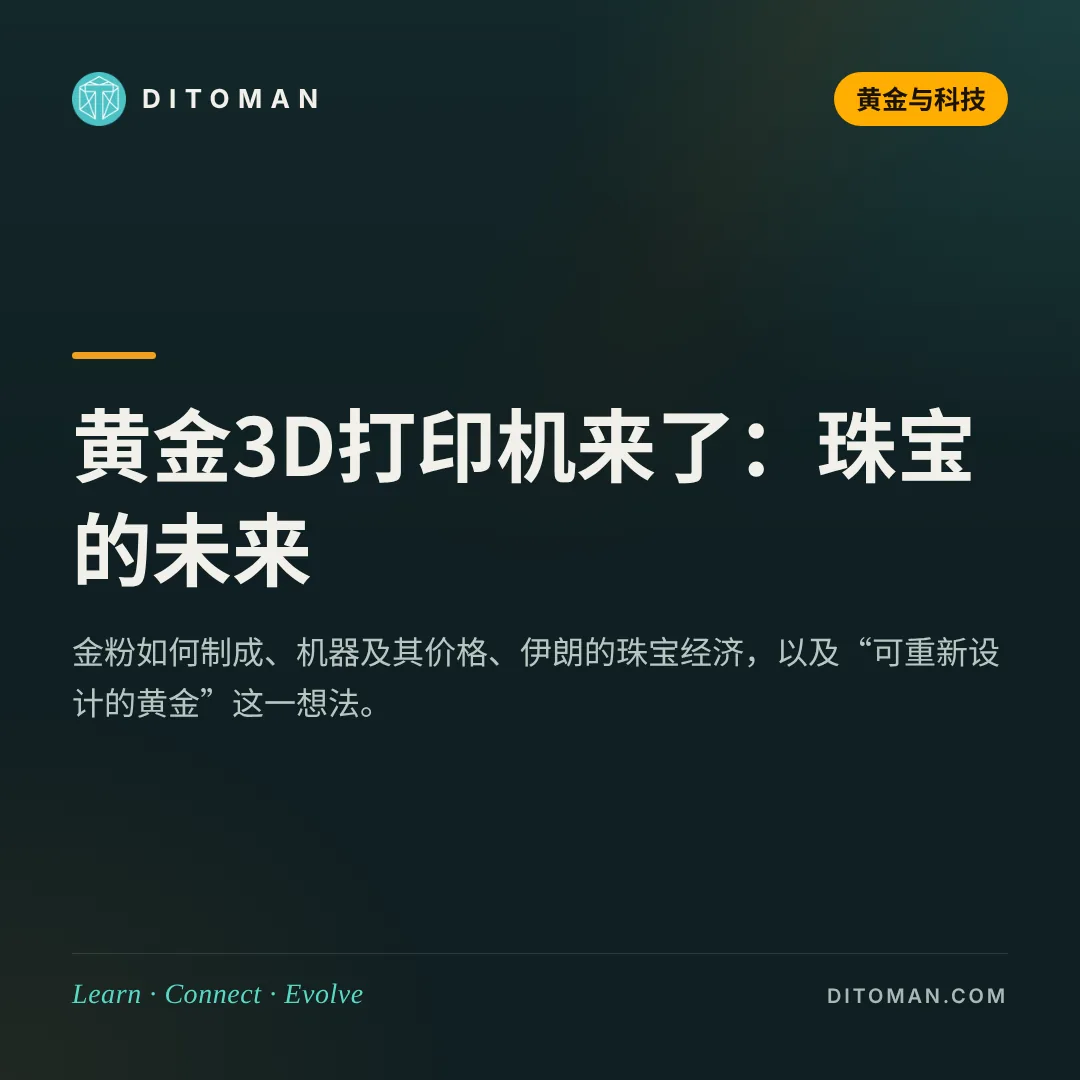 DITOMAN
黄金与科技
黄金3D打印机来了：珠宝
的未来
金粉如何制成、机器及其价格、伊朗的珠宝经济，以及“可重新设
计的黄金”这一想法。
Learn · Connect · Evolve
DITOMAN.COM